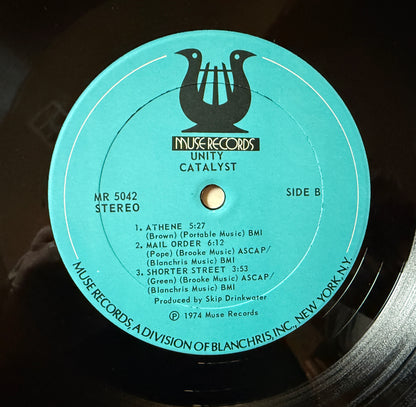 MUSE RECORDS
UNITY
CATALYST
MR 5042
STEREO
SIDE B
1. ATHENE 5:27
(Brown) (Portable Music) BMI
2. MAIL ORDER 6:12
(Pope) (Brooke Music) ASCAP/
(Blanchris Music) BMI
3. SHORTER STREET 3:53
(Green) (Brooke Music) ASCAP/
(Blanchris Music) BMI
Produced by Skip Drinkwater
℗ 1974 Muse Records
MUSE RECORDS, A DIVISION OF BLANCHRIS, INC., NEW YORK, N.Y.